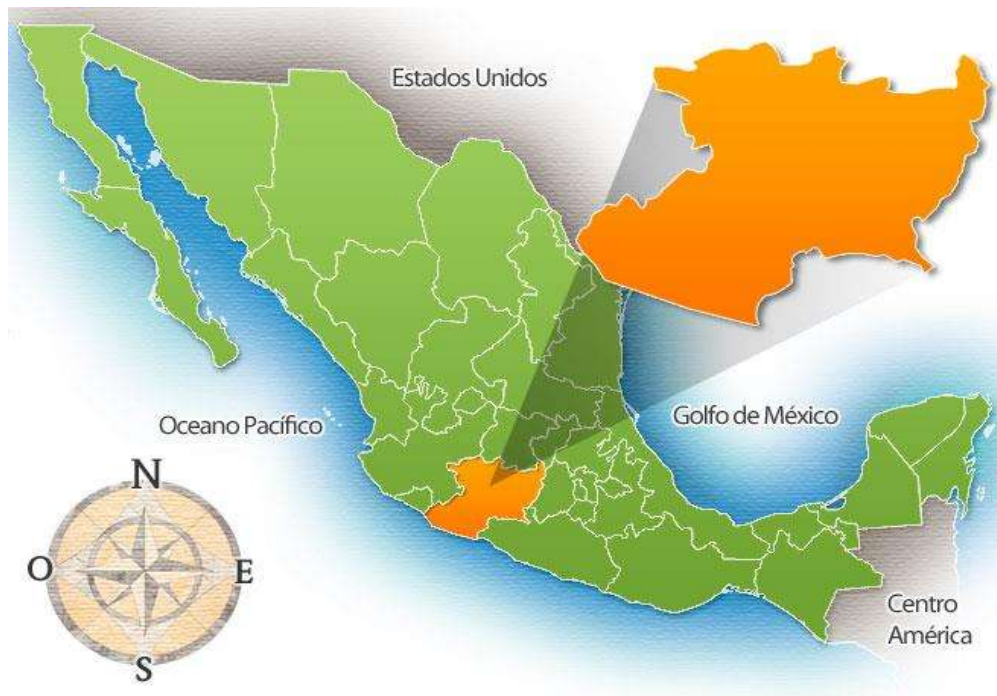 Estados Unidos
Oceano Pacífico
Golfo de México
N
O
E
S
Centro
América